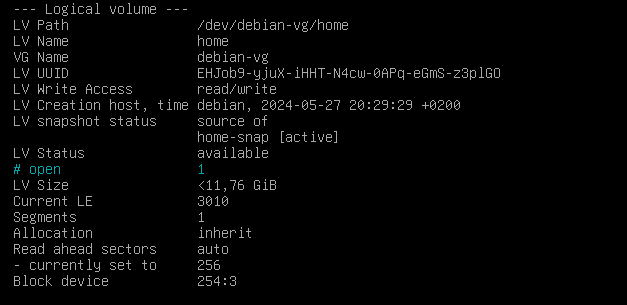 --- Logical volume ---
LV Path                /dev/debian-vg/home
LV Name                home
VG Name                debian-vg
LV UUID                EHJob9-yjuX-iHHT-N4cw-0APq-eGmS-z3plGO
LV Write Access        read/write
LV Creation host, time debian, 2024-05-27 20:29:29 +0200
LV snapshot status     source of
                       home-snap [active]
LV Status              available
# open                 1
LV Size                <11,76 GiB
Current LE             3010
Segments               1
Allocation             inherit
Read ahead sectors     auto
- currently set to     256
Block device           254:3